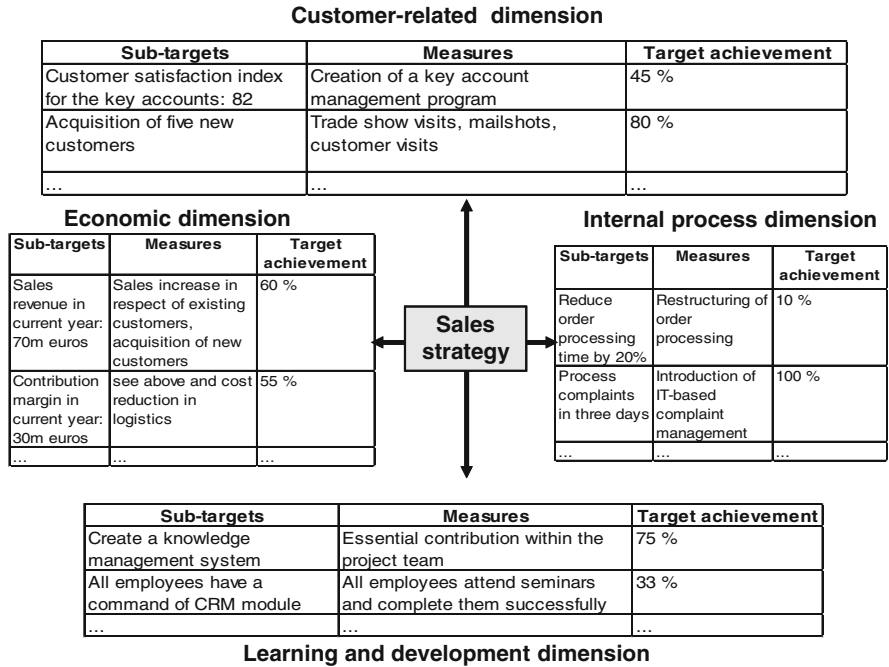 Customer-related dimension
Sub-targets Measures Target achievement
Customer satisfaction index Creation of a key account 45 %
for the key accounts: 82 management program
Acquisition of five new Trade show visits, mailshots, 80 %
customers customer visits
... ... ...
Economic dimension
Sub-targets Measures Target
achievement
Sales Sales increase in 60 %
revenue in respect of existing
current year: customers,
70m euros acquisition of new
customers
Contribution see above and cost 55 %
margin in reduction in
current year: logistics
30m euros
... ... ...
Sales
strategy
Internal process dimension
Sub-targets Measures Target
achievement
Reduce Restructuring of 10 %
order order
processing processing
time by 20%
Process Introduction of 100 %
complaints IT-based
in three days complaint
management
... ... ...
Sub-targets Measures Target achievement
Create a knowledge Essential contribution within the 75 %
management system project team
All employees have a All employees attend seminars 33 %
command of CRM module and complete them successfully
... ... ...
Learning and development dimension